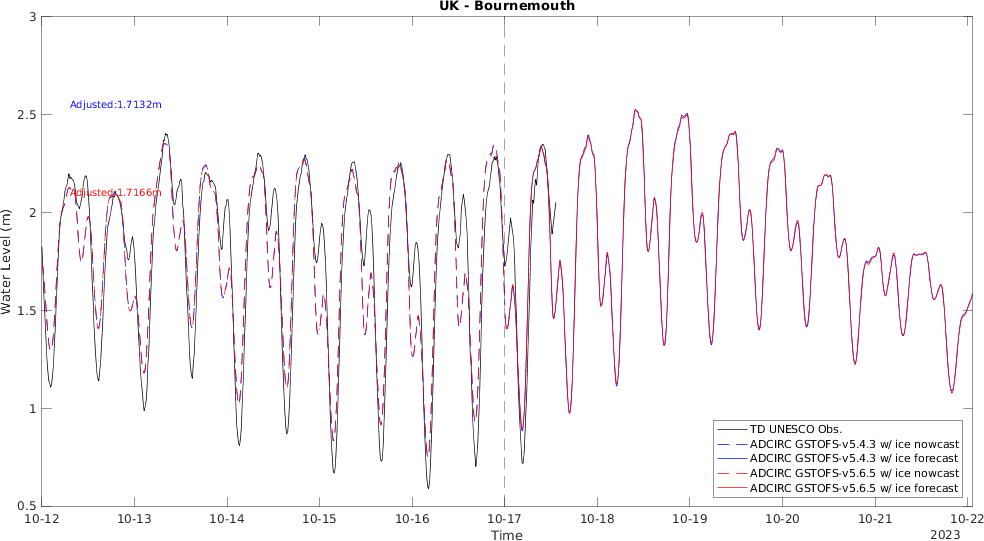 UK - Bournemouth
3
2.5
2
1.5
1
0.5
Water Level (m)
Adjusted:1.7132m
Adjusted:1.7166m
TD UNESCO Obs.
ADCIRC GSTOFS-v5.4.3 w/ ice nowcast
ADCIRC GSTOFS-v5.4.3 w/ ice forecast
ADCIRC GSTOFS-v5.6.5 w/ ice nowcast
ADCIRC GSTOFS-v5.6.5 w/ ice forecast
10-12 10-13 10-14 10-15 10-16 10-17 10-18 10-19 10-20 10-21 10-22
Time
2023